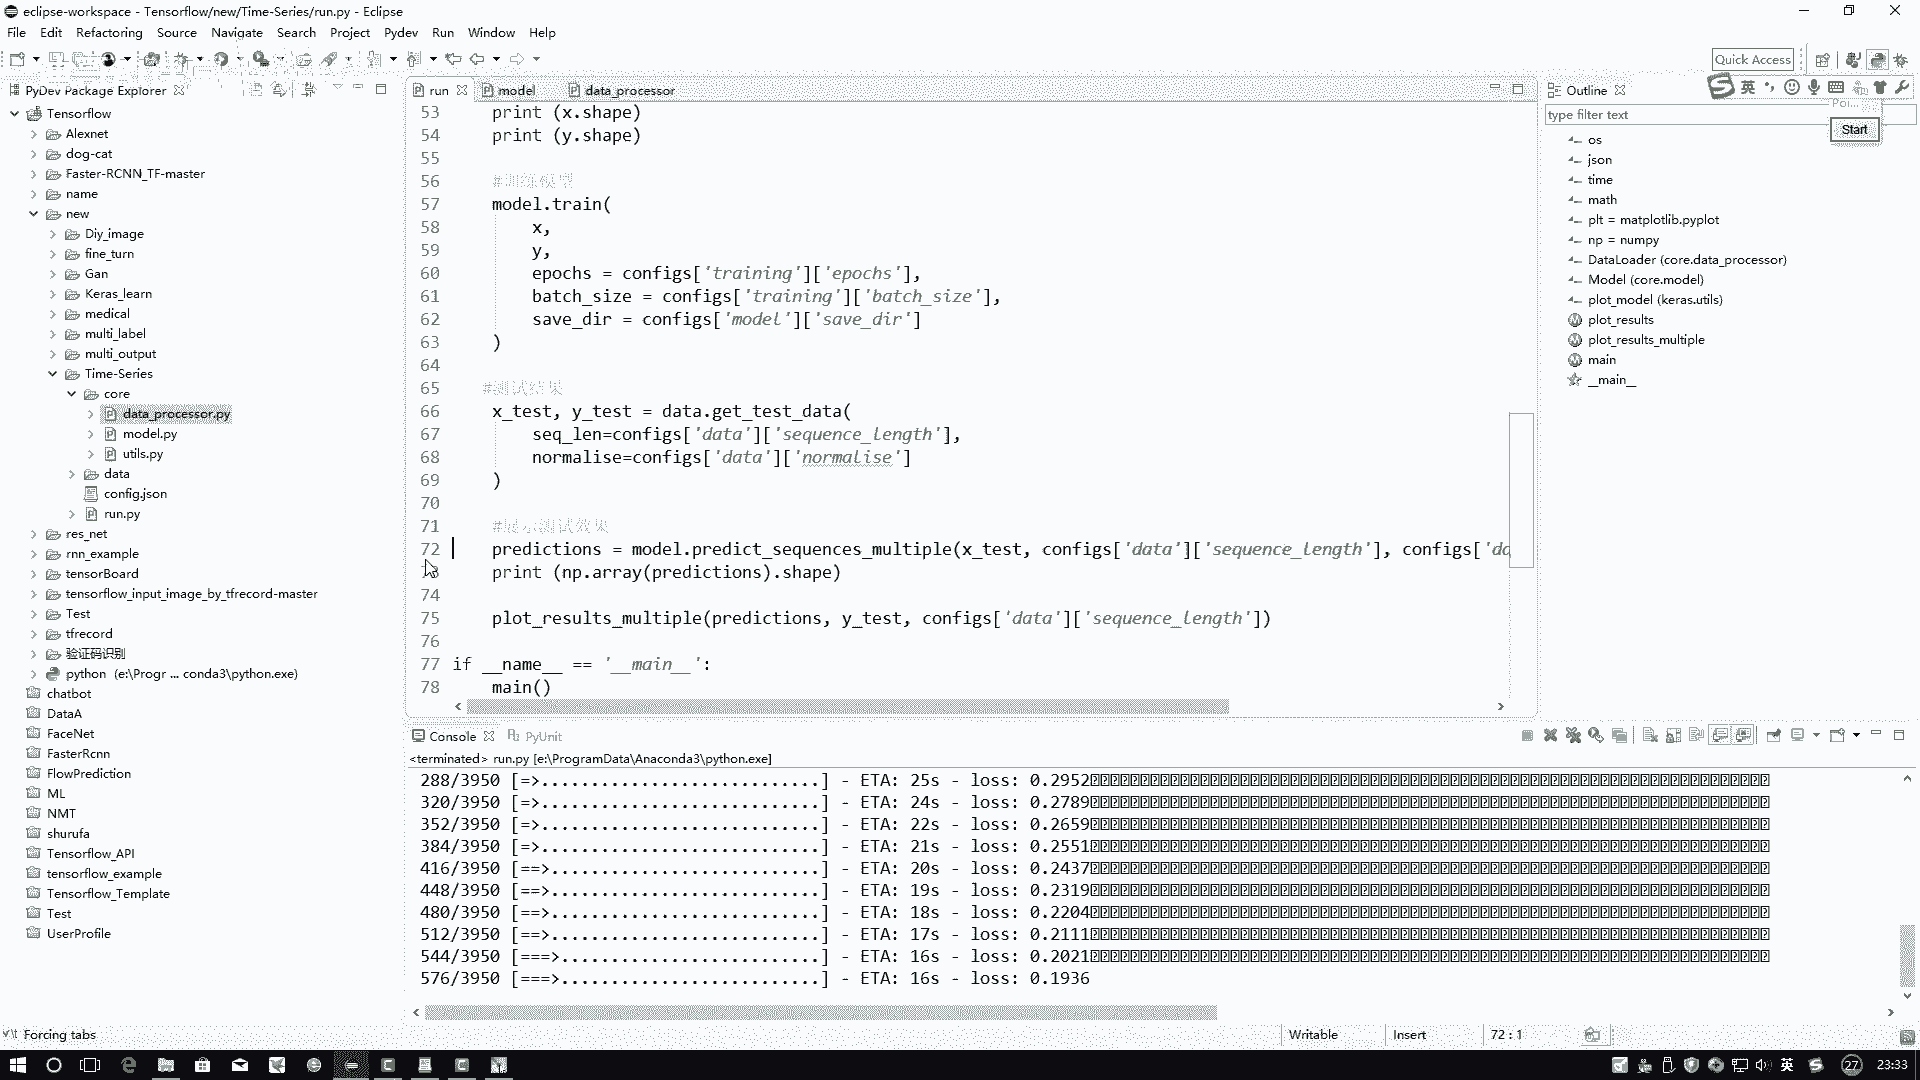 eclipse-workspace - Tensorflow/new/Time-Series/run.py - Eclipse
File Edit Refactoring Source Navigate Search Project Pydev Run Window Help
Quick Access
PyDev Package Explorer
Tensorflow
Alexnet
dog-cat
Faster-RCNN_TF-master
name
new
Diy_image
fine_turn
Gan
Keras_learn
medical
multi_label
multi_output
Time-Series
core
data_processor.py
model.py
utils.py
data
config.json
run.py
res_net
rnn_example
tensorBoard
tensorflow_input_image_by_tfrecord-master
Test
tfrecord
验证码识别
python (e:\Progr ... conda3\python.exe)
chatbot
DataA
FaceNet
FasterRcnn
FlowPrediction
ML
NMT
shurufa
Tensorflow_API
tensorflow_example
Tensorflow_Template
Test
UserProfile
run model data_processor
53 print (x.shape)
54 print (y.shape)
55
56 #训练模型
57 model.train(
58 x,
59 y,
60 epochs = configs['training']['epochs'],
61 batch_size = configs['training']['batch_size'],
62 save_dir = configs['model']['save_dir']
63 )
64
65 #测试结果
66 x_test, y_test = data.get_test_data(
67 seq_len=configs['data']['sequence_length'],
68 normalise=configs['data']['normalise']
69 )
70
71 #展示测试效果
72 predictions = model.predict_sequences_multiple(x_test, configs['data']['sequence_length'], configs['da
print (np.array(predictions).shape)
74
75 plot_results_multiple(predictions, y_test, configs['data']['sequence_length'])
76
77 if __name__ == '__main__':
78 main()
Outline
英
Poi...
type filter text
Start
os
json
time
math
plt = matplotlib.pyplot
np = numpy
DataLoader (core.data_processor)
Model (core.model)
plot_model (keras.utils)
plot_results
plot_results_multiple
main
__main__
Console PyUnit
<terminated> run.py [e:\ProgramData\Anaconda3\python.exe]
288/3950 [=>............................] - ETA: 25s - loss: 0.2952
320/3950 [=>............................] - ETA: 24s - loss: 0.2789
352/3950 [=>............................] - ETA: 22s - loss: 0.2659
384/3950 [=>............................] - ETA: 21s - loss: 0.2551
416/3950 [==>...........................] - ETA: 20s - loss: 0.2437
448/3950 [==>...........................] - ETA: 19s - loss: 0.2319
480/3950 [==>...........................] - ETA: 18s - loss: 0.2204
512/3950 [==>...........................] - ETA: 17s - loss: 0.2111
544/3950 [===>..........................] - ETA: 16s - loss: 0.2021
576/3950 [===>..........................] - ETA: 16s - loss: 0.1936
Forcing tabs
Writable Insert 72 : 1
英 27 23:33